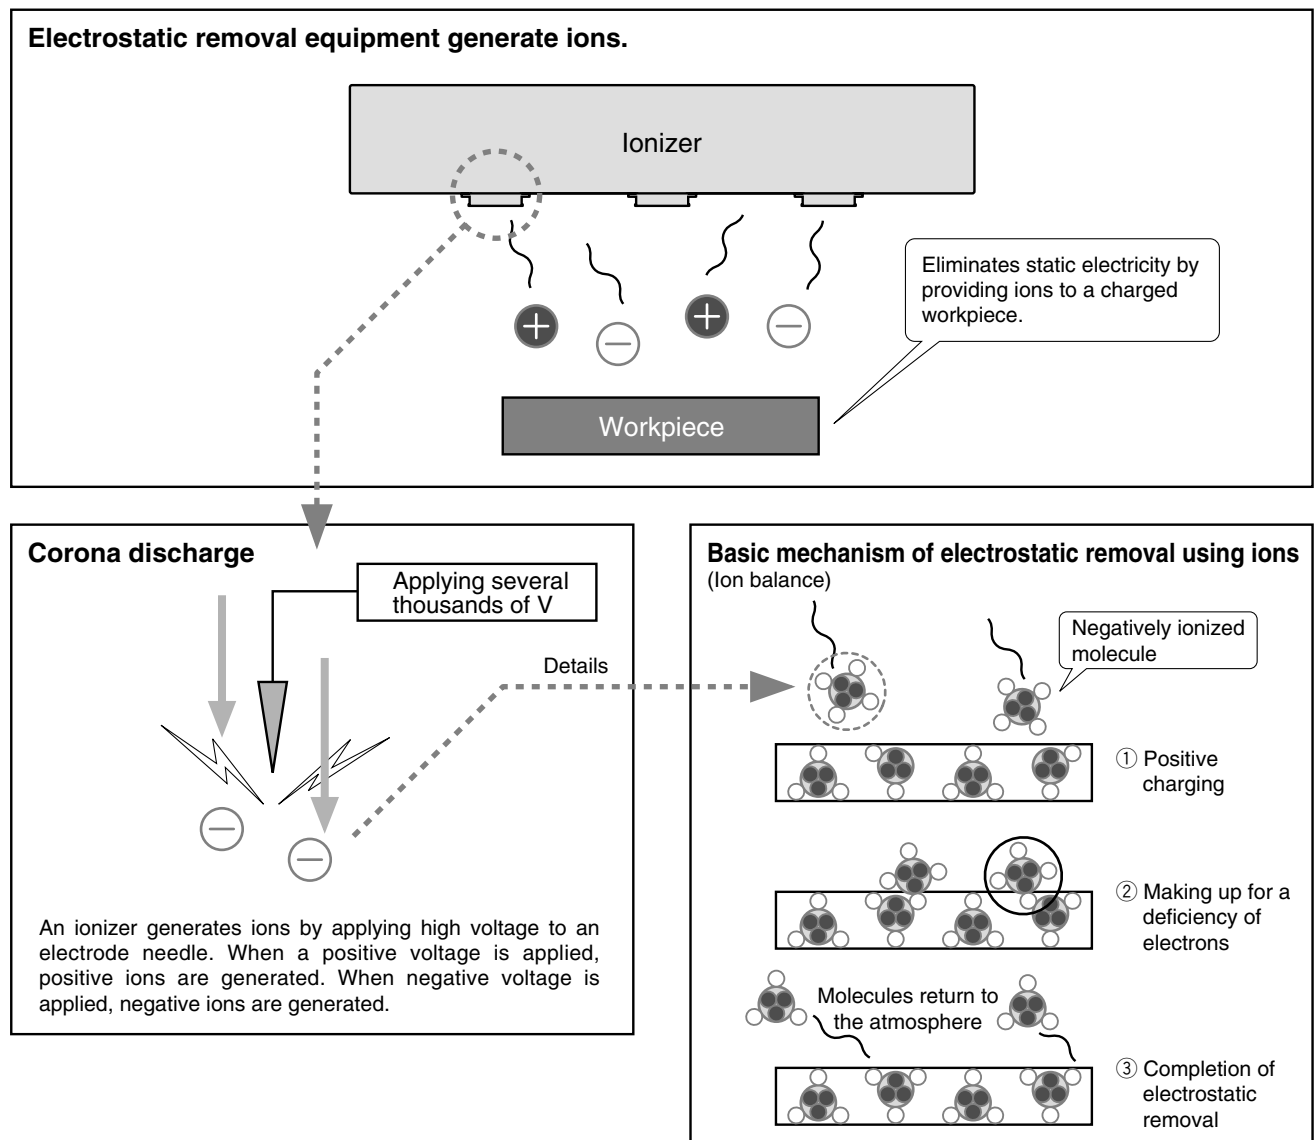 Electrostatic removal equipment generate ions.
Ionizer
Eliminates static electricity by
providing ions to a charged
workpiece.
Workpiece
Corona discharge
Applying several
thousands of V
Details
An ionizer generates ions by applying high voltage to an
electrode needle. When a positive voltage is applied,
positive ions are generated. When negative voltage is
applied, negative ions are generated.
Basic mechanism of electrostatic removal using ions
(Ion balance)
Negatively ionized
molecule
① Positive
charging
② Making up for a
deficiency of
electrons
Molecules return to
the atmosphere
③ Completion of
electrostatic
removal